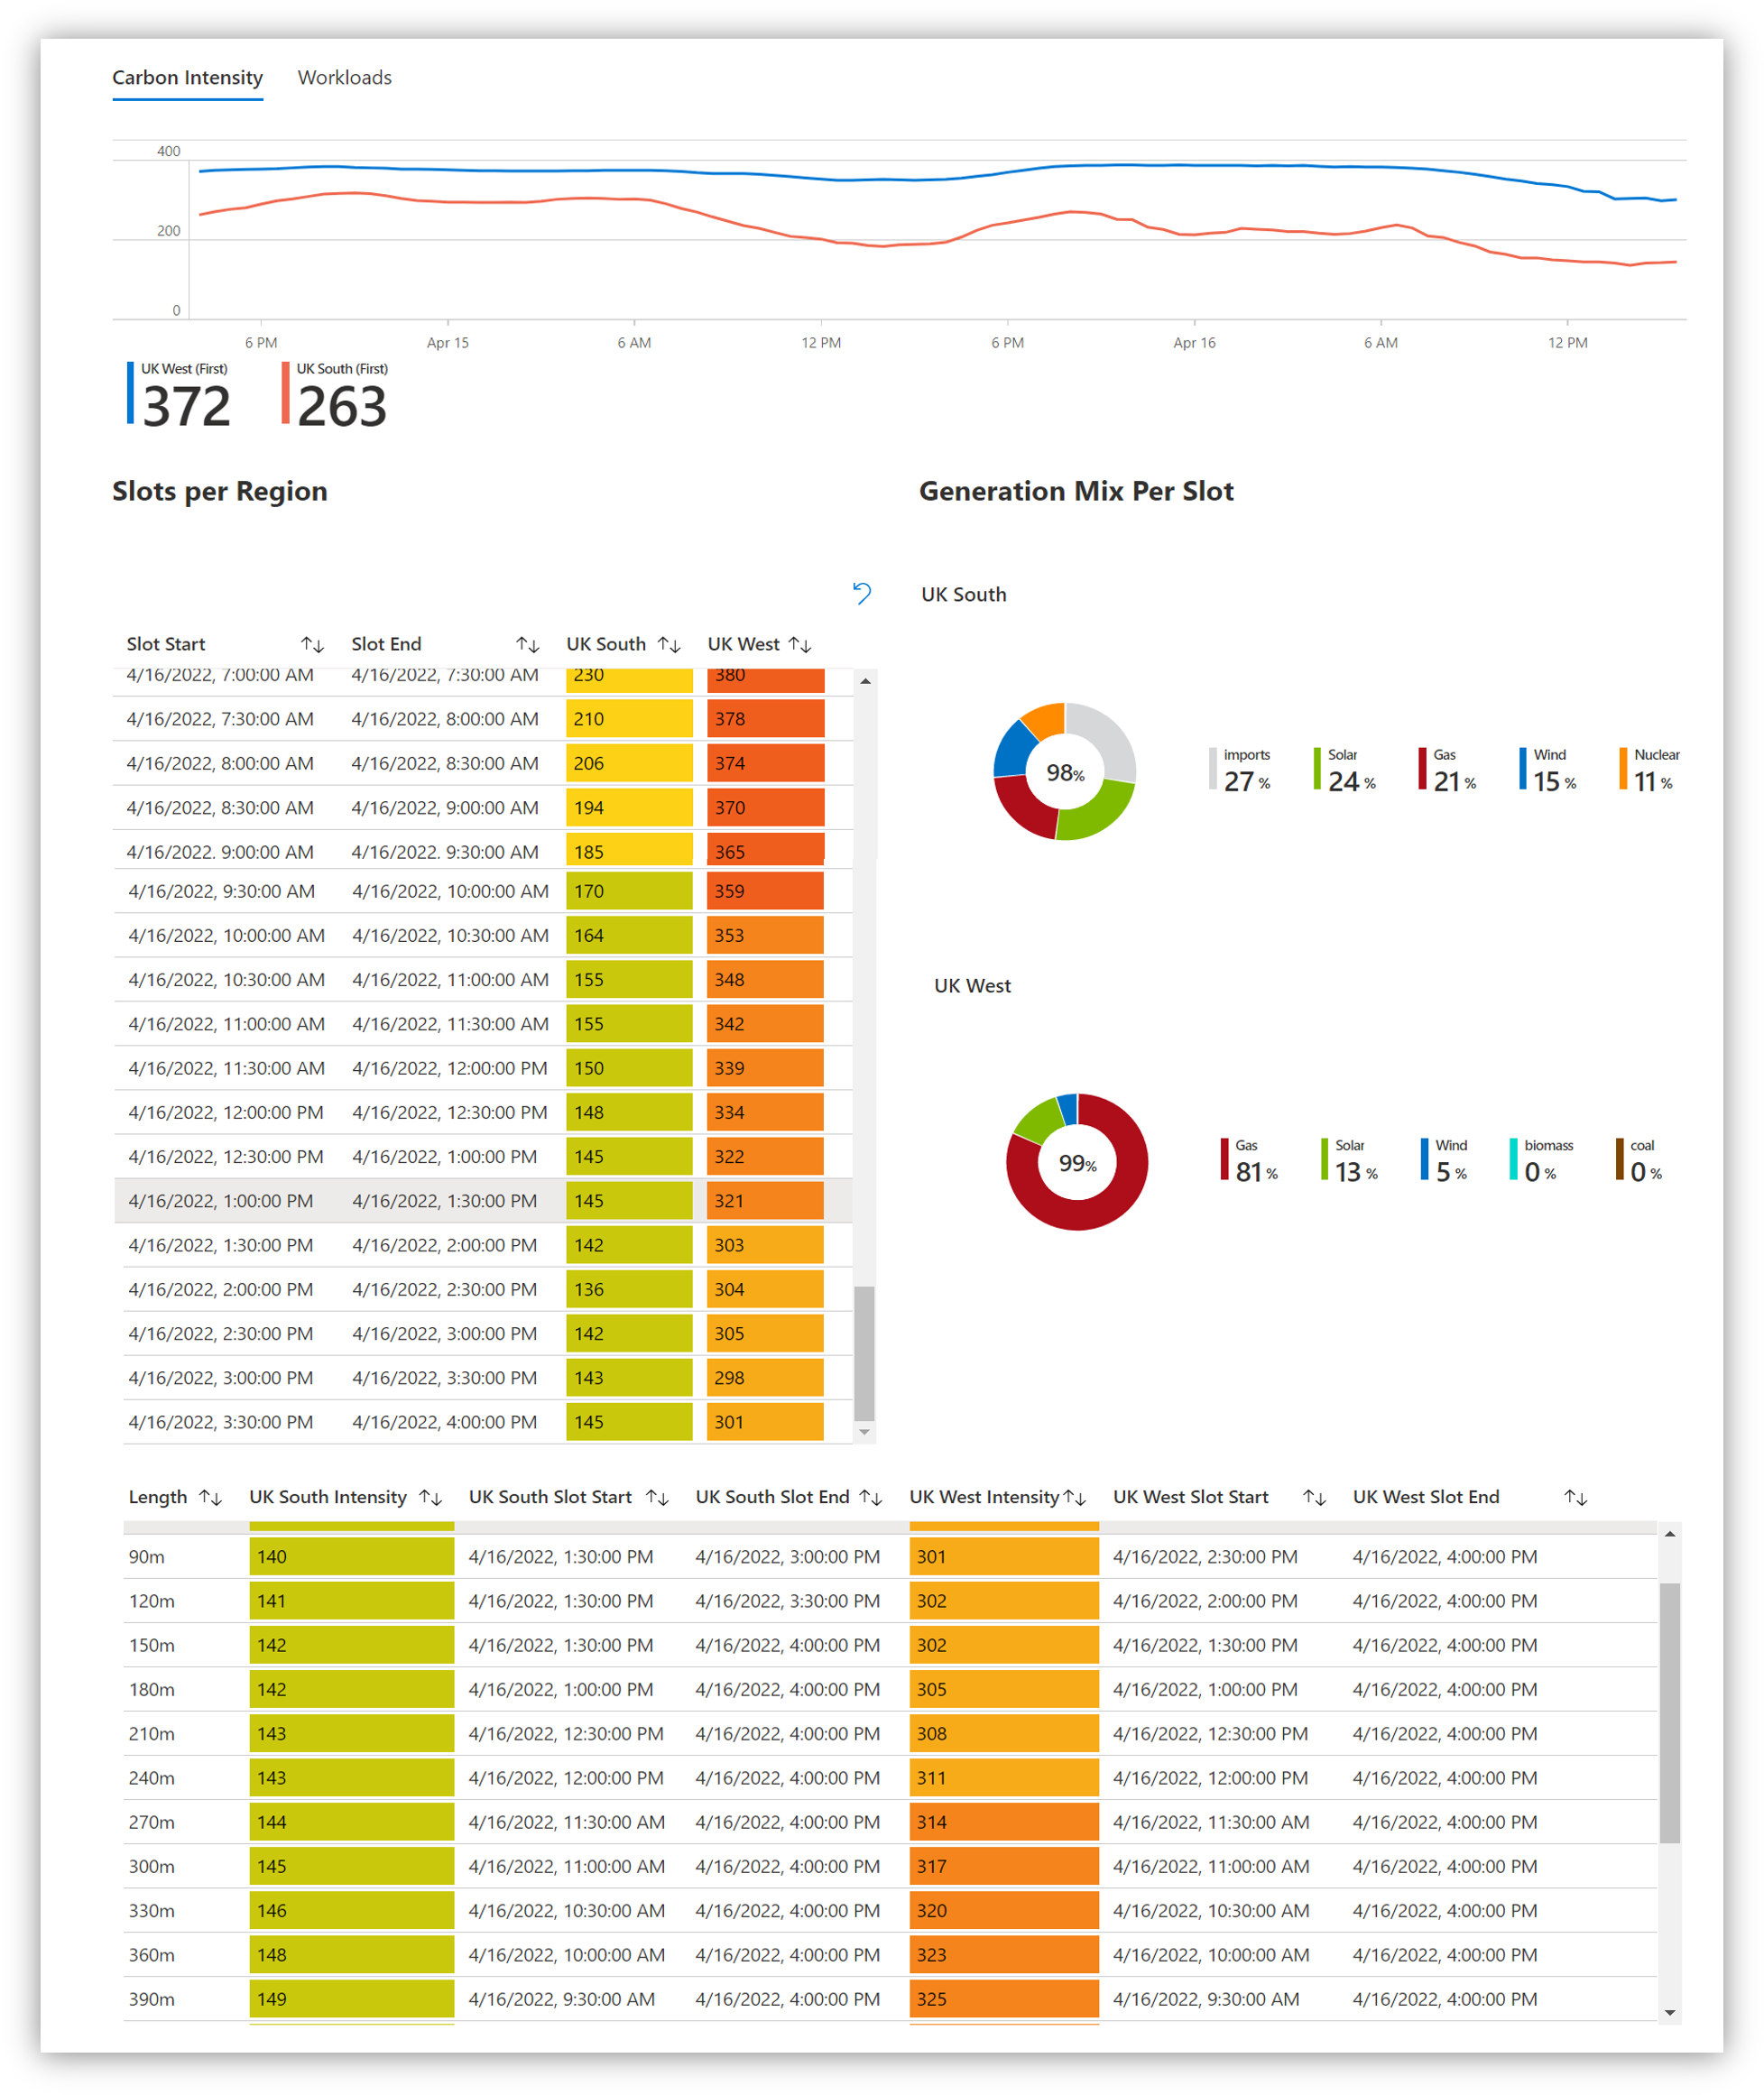 Carbon Intensity Workloads
400
200
0
6 PM Apr 15 6 AM 12 PM 6 PM Apr 16 6 AM 12 PM
UK West (First) UK South (First)
372 263
Slots per Region
Slot Start Slot End UK South UK West
4/16/2022, 7:00:00 AM 4/16/2022, 7:30:00 AM 230 380
4/16/2022, 7:30:00 AM 4/16/2022, 8:00:00 AM 210 378
4/16/2022, 8:00:00 AM 4/16/2022, 8:30:00 AM 206 374
4/16/2022, 8:30:00 AM 4/16/2022, 9:00:00 AM 194 370
4/16/2022. 9:00:00 AM 4/16/2022. 9:30:00 AM 185 365
4/16/2022, 9:30:00 AM 4/16/2022, 10:00:00 AM 170 359
4/16/2022, 10:00:00 AM 4/16/2022, 10:30:00 AM 164 353
4/16/2022, 10:30:00 AM 4/16/2022, 11:00:00 AM 155 348
4/16/2022, 11:00:00 AM 4/16/2022, 11:30:00 AM 155 342
4/16/2022, 11:30:00 AM 4/16/2022, 12:00:00 PM 150 339
4/16/2022, 12:00:00 PM 4/16/2022, 12:30:00 PM 148 334
4/16/2022, 12:30:00 PM 4/16/2022, 1:00:00 PM 145 322
4/16/2022, 1:00:00 PM 4/16/2022, 1:30:00 PM 145 321
4/16/2022, 1:30:00 PM 4/16/2022, 2:00:00 PM 142 303
4/16/2022, 2:00:00 PM 4/16/2022, 2:30:00 PM 136 304
4/16/2022, 2:30:00 PM 4/16/2022, 3:00:00 PM 142 305
4/16/2022, 3:00:00 PM 4/16/2022, 3:30:00 PM 143 298
4/16/2022, 3:30:00 PM 4/16/2022, 4:00:00 PM 145 301
Generation Mix Per Slot
UK South
98%
imports Solar Gas Wind Nuclear
27 % 24 % 21 % 15 % 11 %
UK West
99%
Gas Solar Wind biomass coal
81 % 13 % 5 % 0 % 0 %
Length UK South Intensity UK South Slot Start UK South Slot End UK West Intensity UK West Slot Start UK West Slot End
90m 140 4/16/2022, 1:30:00 PM 4/16/2022, 3:00:00 PM 301 4/16/2022, 2:30:00 PM 4/16/2022, 4:00:00 PM
120m 141 4/16/2022, 1:30:00 PM 4/16/2022, 3:30:00 PM 302 4/16/2022, 2:00:00 PM 4/16/2022, 4:00:00 PM
150m 142 4/16/2022, 1:30:00 PM 4/16/2022, 4:00:00 PM 302 4/16/2022, 1:30:00 PM 4/16/2022, 4:00:00 PM
180m 142 4/16/2022, 1:00:00 PM 4/16/2022, 4:00:00 PM 305 4/16/2022, 1:00:00 PM 4/16/2022, 4:00:00 PM
210m 143 4/16/2022, 12:30:00 PM 4/16/2022, 4:00:00 PM 308 4/16/2022, 12:30:00 PM 4/16/2022, 4:00:00 PM
240m 143 4/16/2022, 12:00:00 PM 4/16/2022, 4:00:00 PM 311 4/16/2022, 12:00:00 PM 4/16/2022, 4:00:00 PM
270m 144 4/16/2022, 11:30:00 AM 4/16/2022, 4:00:00 PM 314 4/16/2022, 11:30:00 AM 4/16/2022, 4:00:00 PM
300m 145 4/16/2022, 11:00:00 AM 4/16/2022, 4:00:00 PM 317 4/16/2022, 11:00:00 AM 4/16/2022, 4:00:00 PM
330m 146 4/16/2022, 10:30:00 AM 4/16/2022, 4:00:00 PM 320 4/16/2022, 10:30:00 AM 4/16/2022, 4:00:00 PM
360m 148 4/16/2022, 10:00:00 AM 4/16/2022, 4:00:00 PM 323 4/16/2022, 10:00:00 AM 4/16/2022, 4:00:00 PM
390m 149 4/16/2022, 9:30:00 AM 4/16/2022, 4:00:00 PM 325 4/16/2022, 9:30:00 AM 4/16/2022, 4:00:00 PM